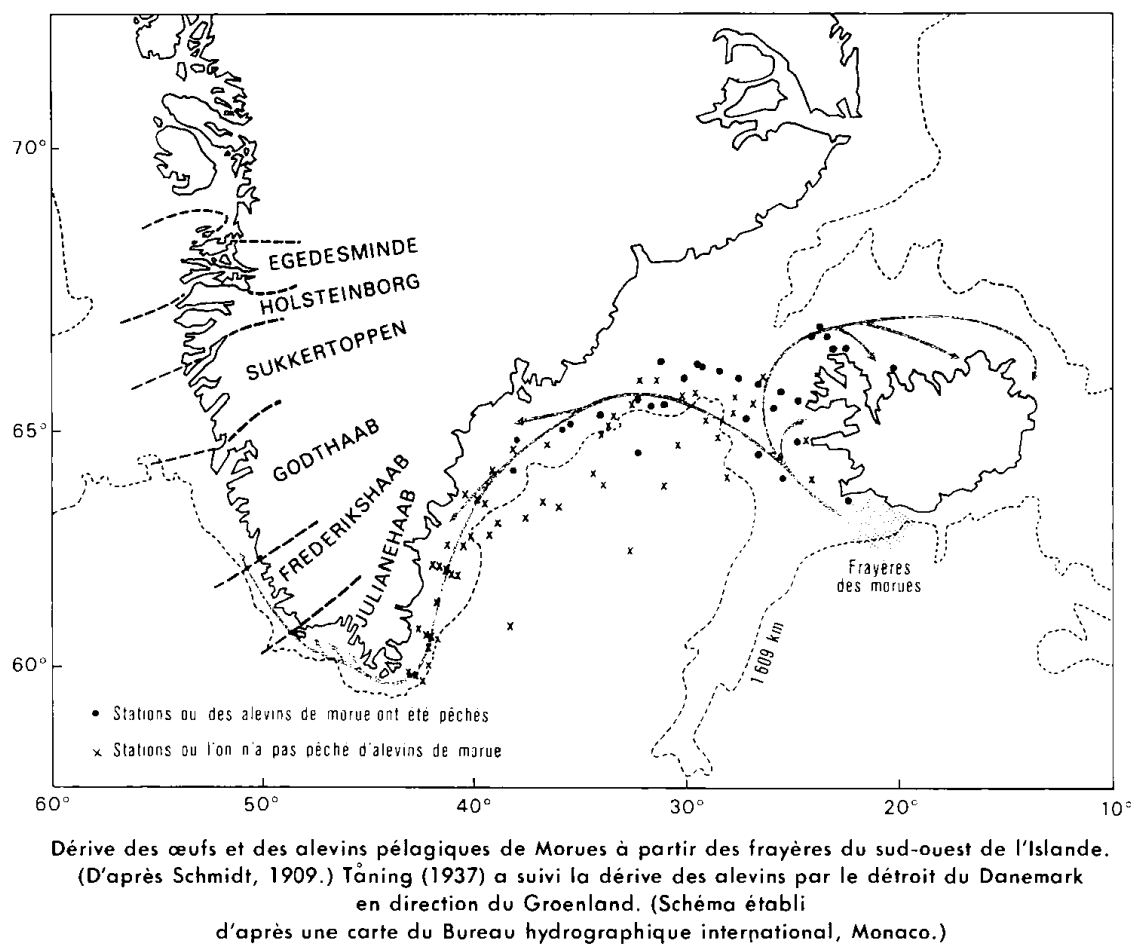 70°
65°
60°
EGEDESMINDE
HOLSTEINBORG
SUKKERTOPPEN
GODTHAAB
FREDERIKSHAAB
JULIANEHAAB
Frayères
des morues
1 609 km
• Stations ou des alevins de morue ont été pêchés
x Stations ou l'on n'a pas pêché d'alevins de morue
60° 50° 40° 30° 20° 10°
Dérive des œufs et des alevins pélagiques de Morues à partir des frayères du sud-ouest de l'Islande.
(D'après Schmidt, 1909.) Tåning (1937) a suivi la dérive des alevins par le détroit du Danemark
en direction du Groenland. (Schéma établi
d'après une carte du Bureau hydrographique international, Monaco.)